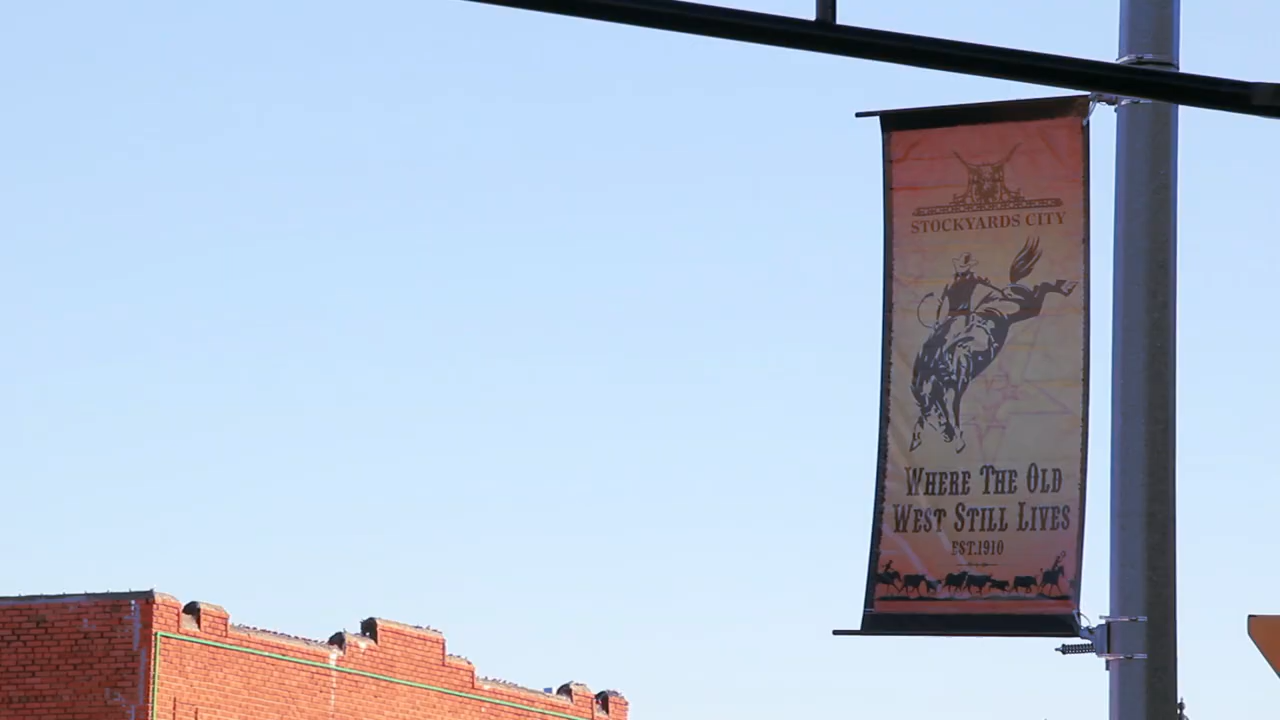 STOCKYARDS CITY
WHERE THE OLD
WEST STILL LIVES
EST.1910